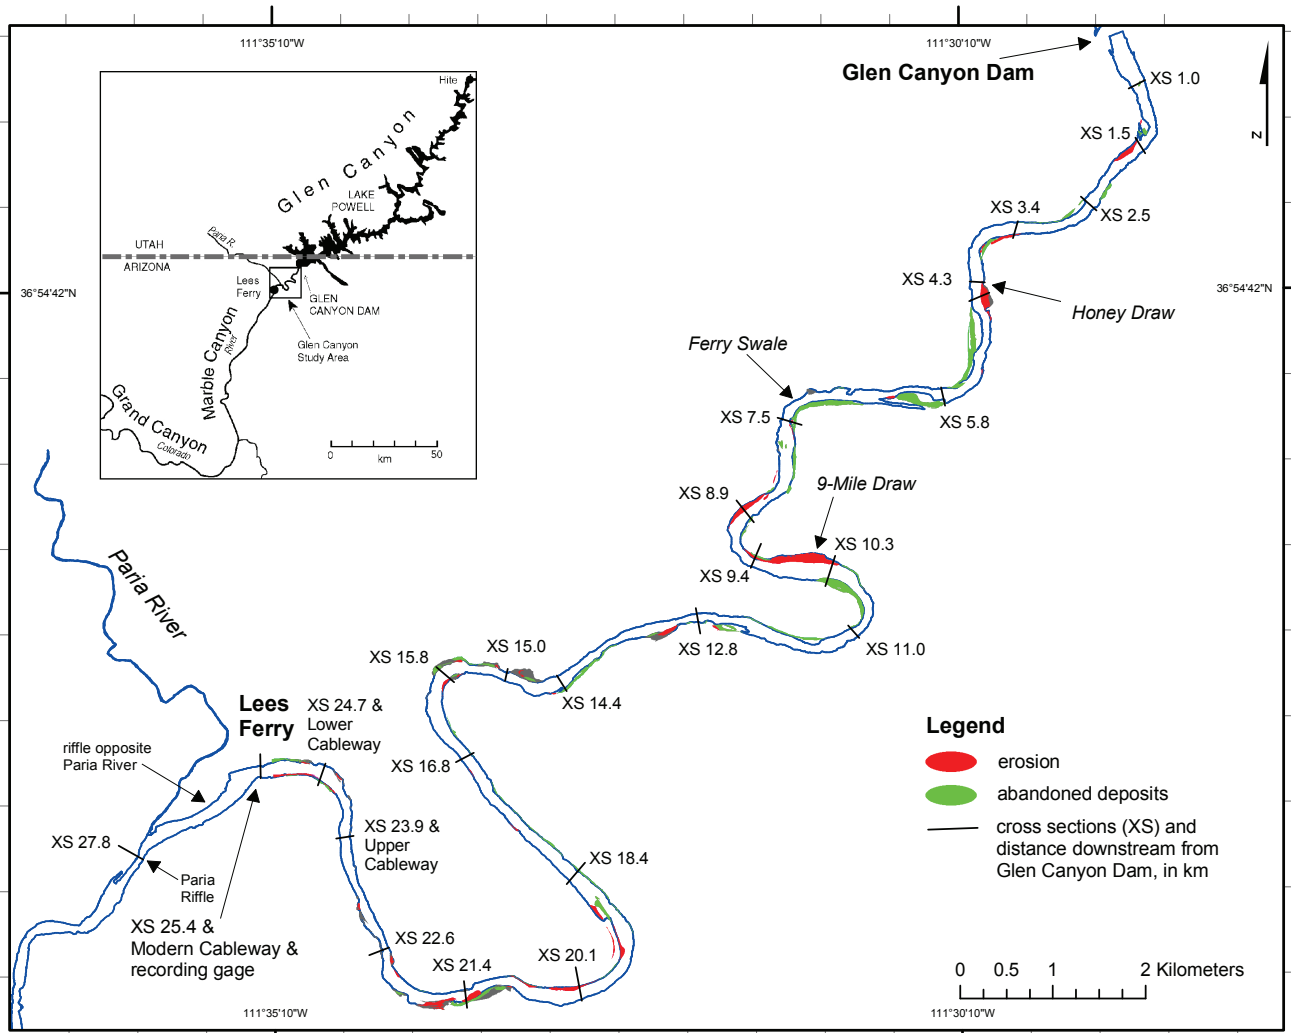 111°35'10"W
111°30'10"W
Glen Canyon Dam
XS 1.0
N
XS 1.5
XS 2.5
XS 3.4
XS 4.3
36°54'42"N
36°54'42"N
Honey Draw
Ferry Swale
XS 5.8
XS 7.5
XS 8.9
9-Mile Draw
XS 10.3
XS 9.4
XS 11.0
XS 12.8
XS 14.4
XS 15.0
XS 15.8
XS 16.8
XS 18.4
XS 20.1
XS 21.4
XS 22.6
XS 23.9 &
Upper
Cableway
XS 24.7 &
Lower
Cableway
Lees
Ferry
XS 25.4 &
Modern Cableway &
recording gage
riffle opposite
Paria River
XS 27.8
Paria
Riffle
Paria River
Hite
Glen Canyon
LAKE
POWELL
Paria R.
UTAH
ARIZONA
Lees
Ferry
GLEN
CANYON DAM
Glen Canyon
Study Area
Marble Canyon
River
Grand Canyon
Colorado
0 50
km
Legend
erosion
abandoned deposits
cross sections (XS) and
distance downstream from
Glen Canyon Dam, in km
0 0.5 1 2 Kilometers
111°35'10"W
111°30'10"W